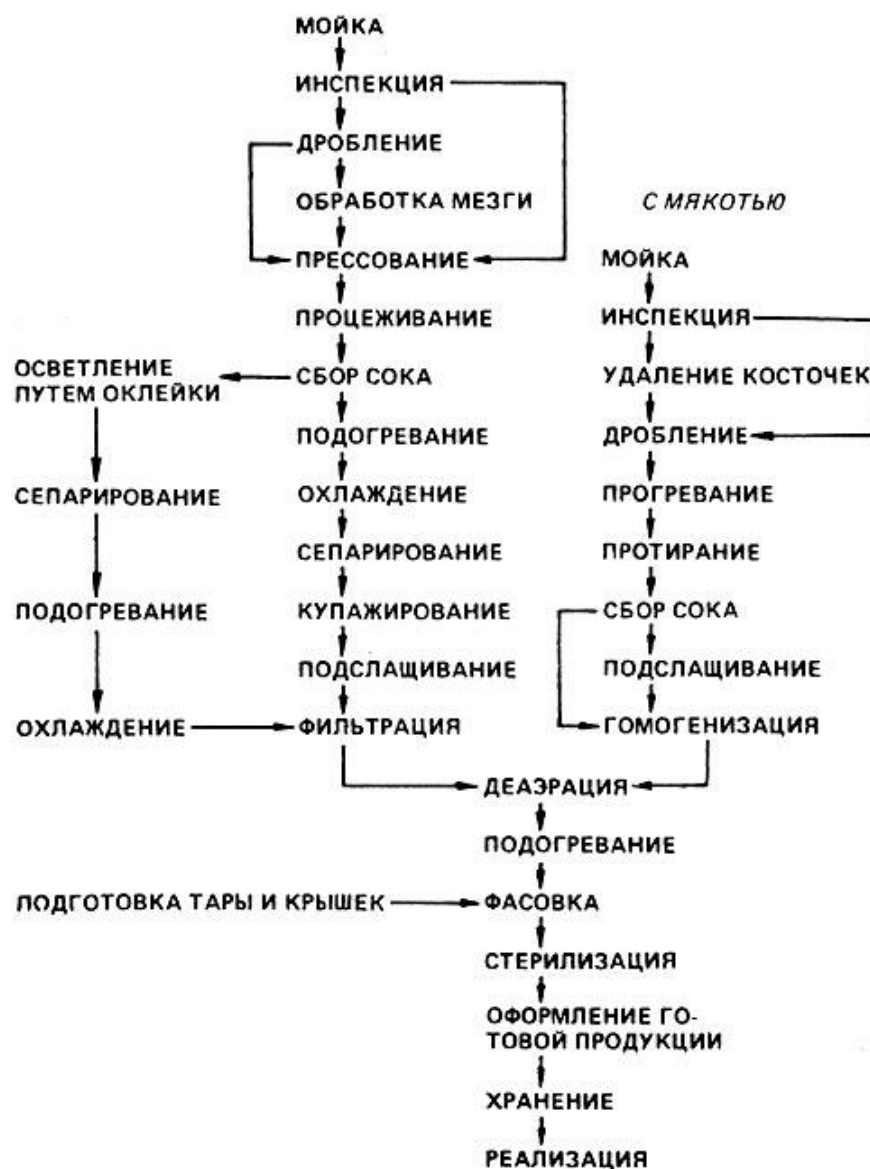 МОЙКА
ИНСПЕКЦИЯ
ДРОБЛЕНИЕ
ОБРАБОТКА МЕЗГИ
ПРЕССОВАНИЕ
ПРОЦЕЖИВАНИЕ
СБОР СОКА
ПОДОГРЕВАНИЕ
ОХЛАЖДЕНИЕ
СЕПАРИРОВАНИЕ
КУПАЖИРОВАНИЕ
ПОДСЛАЩИВАНИЕ
ФИЛЬТРАЦИЯ
ОСВЕТЛЕНИЕ
ПУТЕМ ОКЛЕЙКИ
СЕПАРИРОВАНИЕ
ПОДОГРЕВАНИЕ
ОХЛАЖДЕНИЕ
С МЯКОТЬЮ
МОЙКА
ИНСПЕКЦИЯ
УДАЛЕНИЕ КОСТОЧЕК
ДРОБЛЕНИЕ
ПРОГРЕВАНИЕ
ПРОТИРАНИЕ
СБОР СОКА
ПОДСЛАЩИВАНИЕ
ГОМОГЕНИЗАЦИЯ
ДЕАЭРАЦИЯ
ПОДОГРЕВАНИЕ
ПОДГОТОВКА ТАРЫ И КРЫШЕК
ФАСОВКА
СТЕРИЛИЗАЦИЯ
ОФОРМЛЕНИЕ ГО-
ТОВОЙ ПРОДУКЦИИ
ХРАНЕНИЕ
РЕАЛИЗАЦИЯ